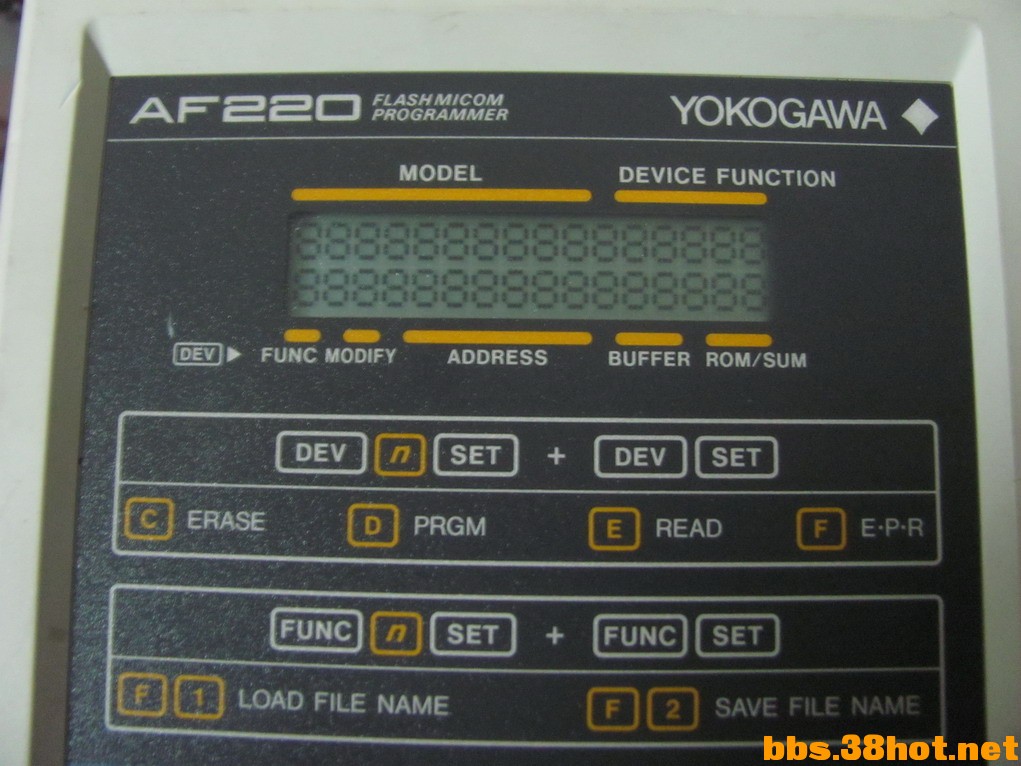 AF220 FLASH MICOM PROGRAMMER YOKOGAWA
MODEL DEVICE FUNCTION
DEV FUNC MODIFY ADDRESS BUFFER ROM/SUM
DEV n SET + DEV SET
C ERASE D PRGM E READ F E·P·R
FUNC n SET + FUNC SET
F 1 LOAD FILE NAME F 2 SAVE FILE NAME
bbs.38hot.net